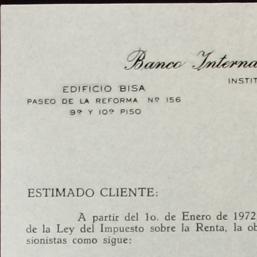 Banco Interna
INSTIT
EDIFICIO BISA
PASEO DE LA REFORMA Nº 156
9º Y 10º PISO
ESTIMADO CLIENTE:
A partir del 1o. de Enero de 1972
de la Ley del Impuesto sobre la Renta, la ob
sionistas como sigue: